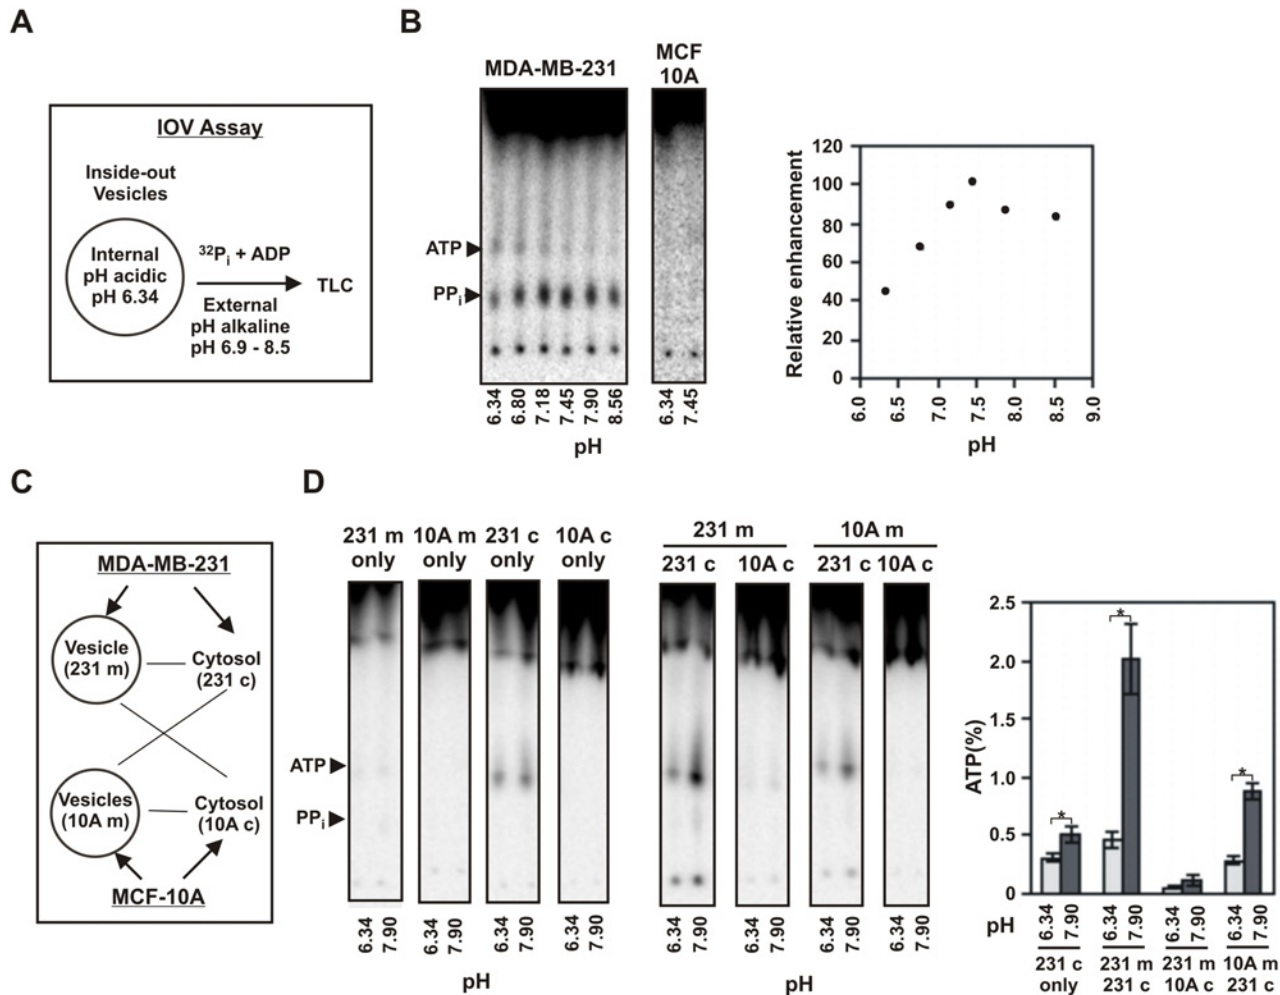 A
IOV Assay
Inside-out
Vesicles
Internal
pH acidic
pH 6.34
32Pi + ADP
External
pH alkaline
pH 6.9 - 8.5
TLC
B
MDA-MB-231
MCF
10A
ATP
PPi
6.34 6.80 7.18 7.45 7.90 8.56
6.34 7.45
pH
Relative enhancement
120
100
80
60
40
20
0
6.0 6.5 7.0 7.5 8.0 8.5 9.0
pH
C
MDA-MB-231
Vesicle
(231 m)
Cytosol
(231 c)
Vesicles
(10A m)
Cytosol
(10A c)
MCF-10A
D
231 m 10A m 231 c 10A c
only only only only
231 m 10A m
231 c 10A c 231 c 10A c
ATP
PPi
6.34 7.90 6.34 7.90 6.34 7.90 6.34 7.90
pH
6.34 7.90 6.34 7.90 6.34 7.90 6.34 7.90
pH
ATP(%)
2.5
2.0
1.5
1.0
0.5
0
* * *
pH 6.34 7.90 6.34 7.90 6.34 7.90 6.34 7.90
231 c 231 m 231 m 10A m
only 231 c 10A c 231 c